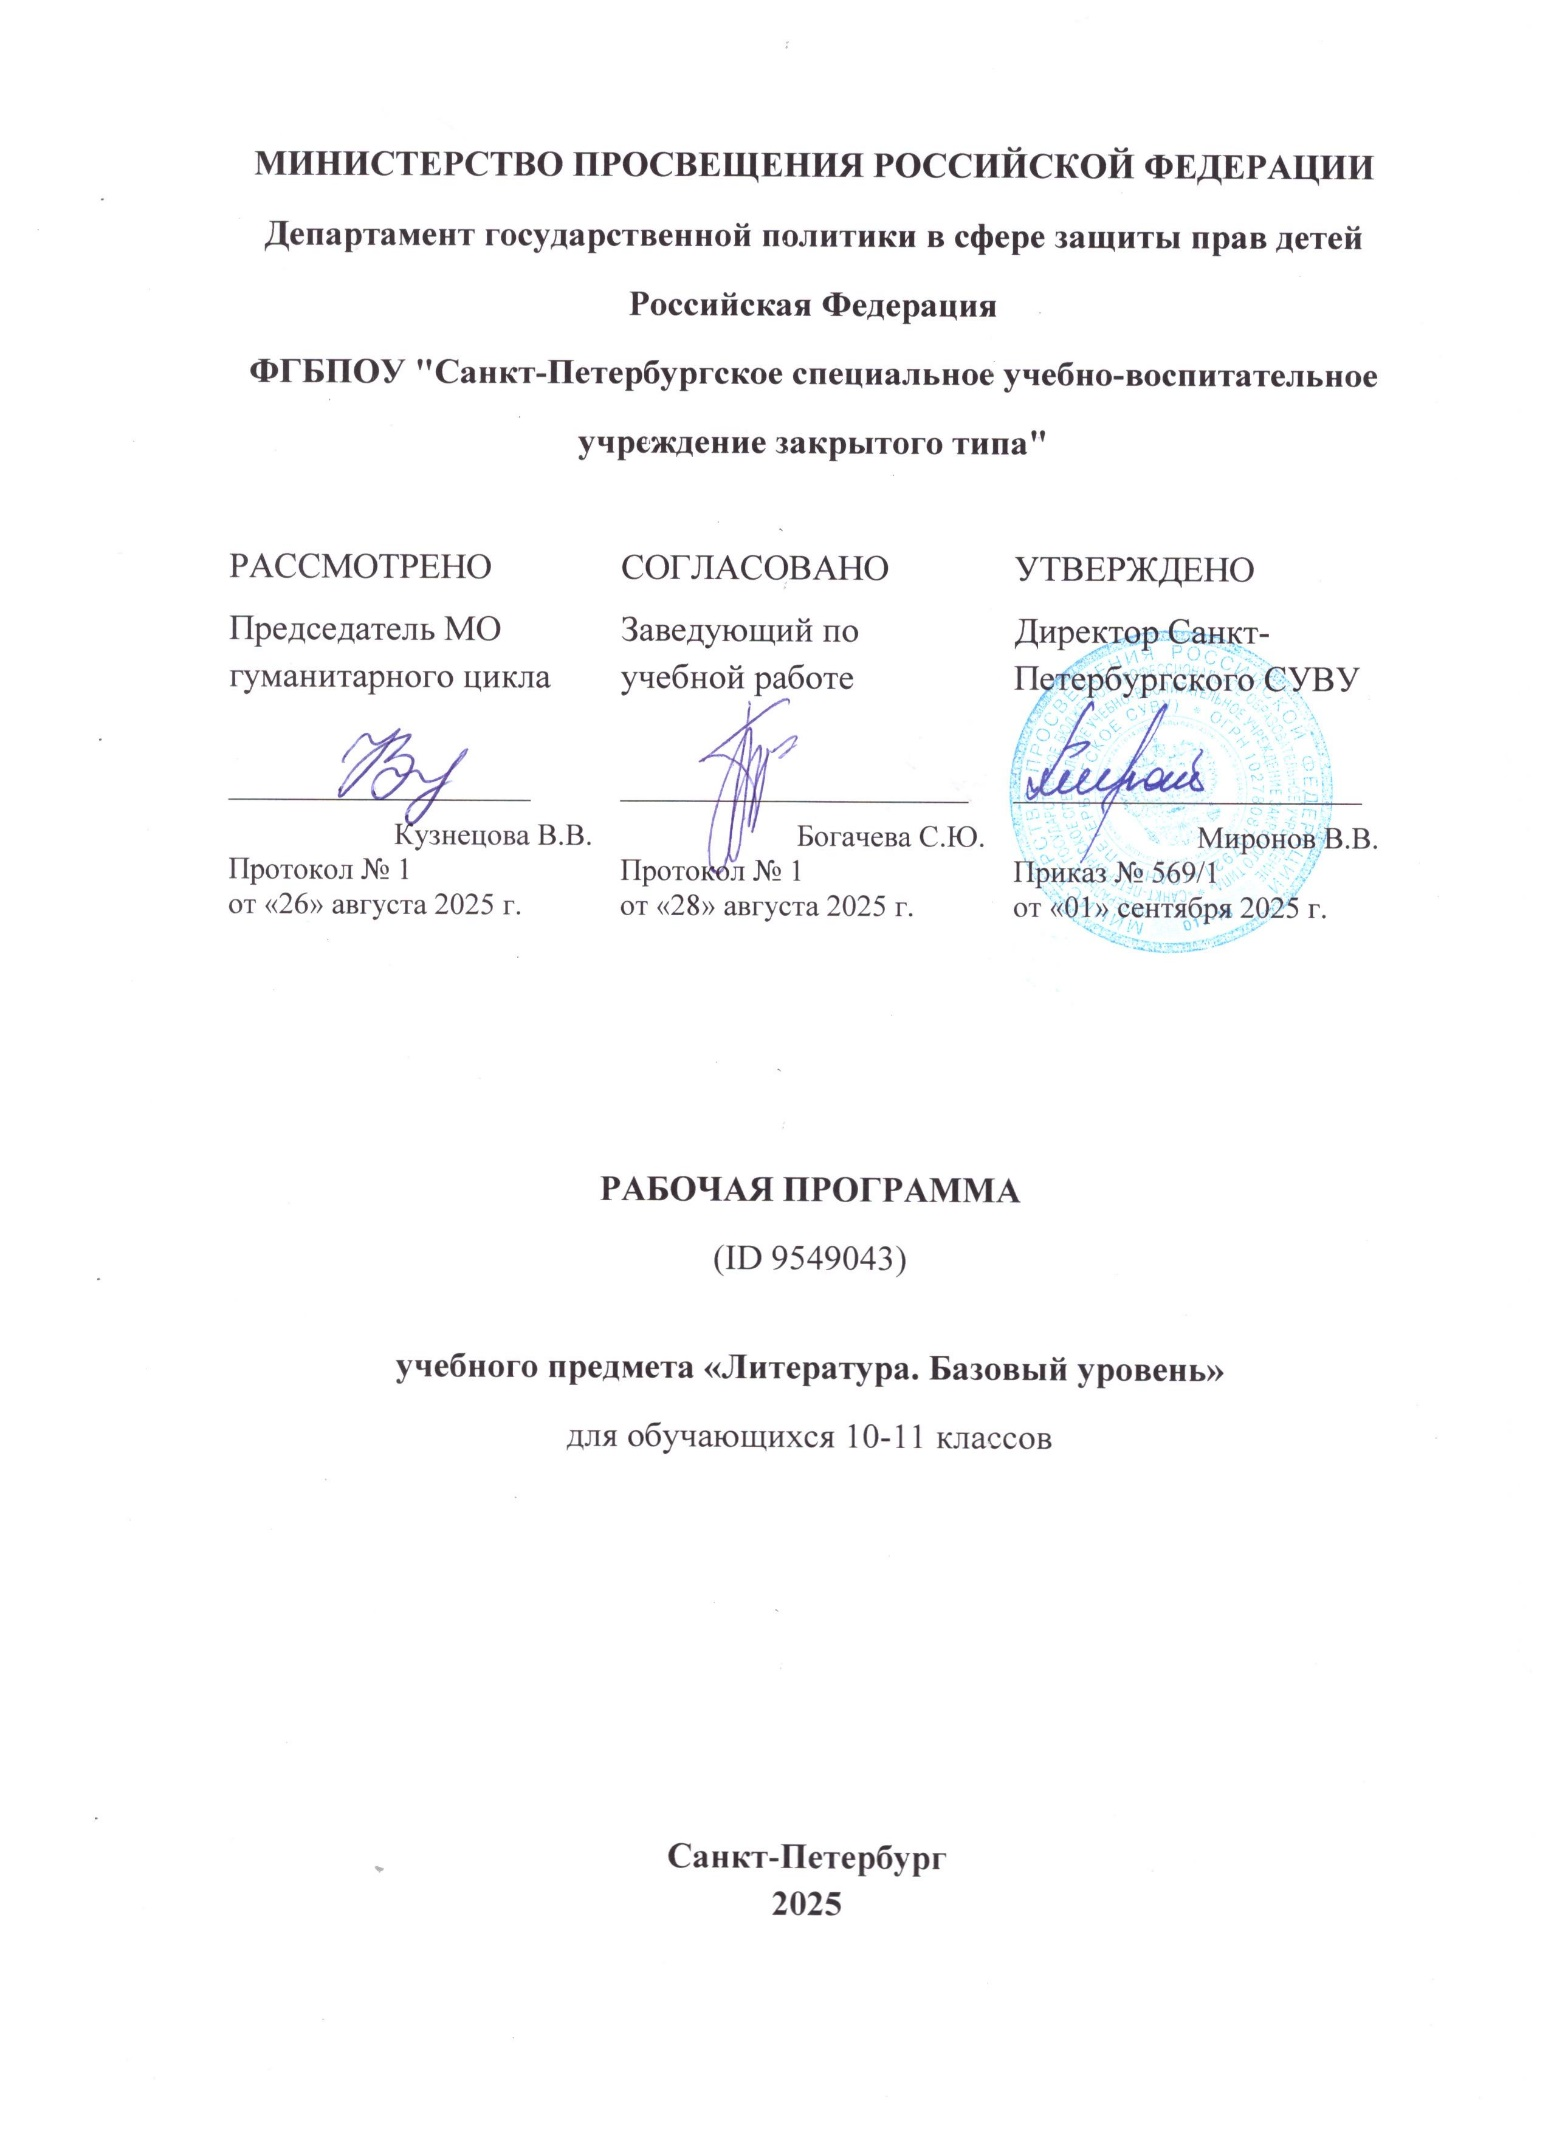 МИНИСТЕРСТВО ПРОСВЕЩЕНИЯ РОССИЙСКОЙ ФЕДЕРАЦИИ
Департамент государственной политики в сфере защиты прав детей
Российская Федерация
ФГБПОУ "Санкт-Петербургское специальное учебно-воспитательное
учреждение закрытого типа"
РАССМОТРЕНО
Председатель МО
гуманитарного цикла
Кузнецова В.В.
Протокол № 1
от «26» августа 2025 г.
СОГЛАСОВАНО
Заведующий по
учебной работе
Богачева С.Ю.
Протокол № 1
от «28» августа 2025 г.
УТВЕРЖДЕНО
Директор Санкт-
Петербургского СУВУ
Миронов В.В.
Приказ № 569/1
от «01» сентября 2025 г.
РАБОЧАЯ ПРОГРАММА
(ID 9549043)
учебного предмета «Литература. Базовый уровень»
для обучающихся 10-11 классов
Санкт-Петербург
2025